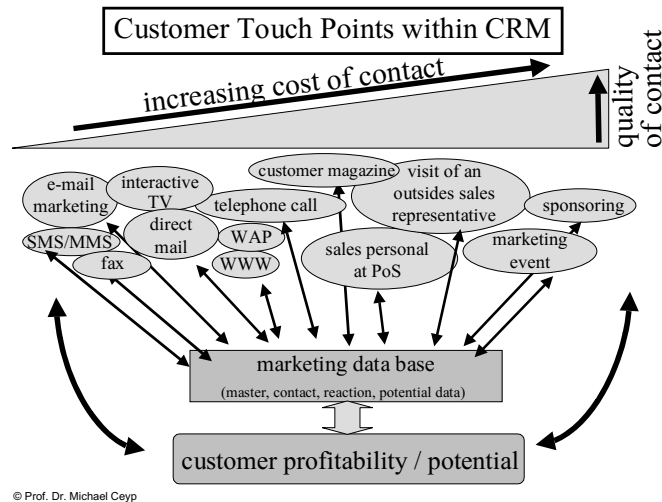 Customer Touch Points within CRM
increasing cost of contact
quality
of contact
e-mail
marketing
interactive
TV
customer magazine
visit of an
outsides sales
representative
telephone call
sponsoring
SMS/MMS
direct
mail
WAP
fax
WWW
sales personal
at PoS
marketing
event
marketing data base
(master, contact, reaction, potential data)
customer profitability / potential
© Prof. Dr. Michael Ceyp